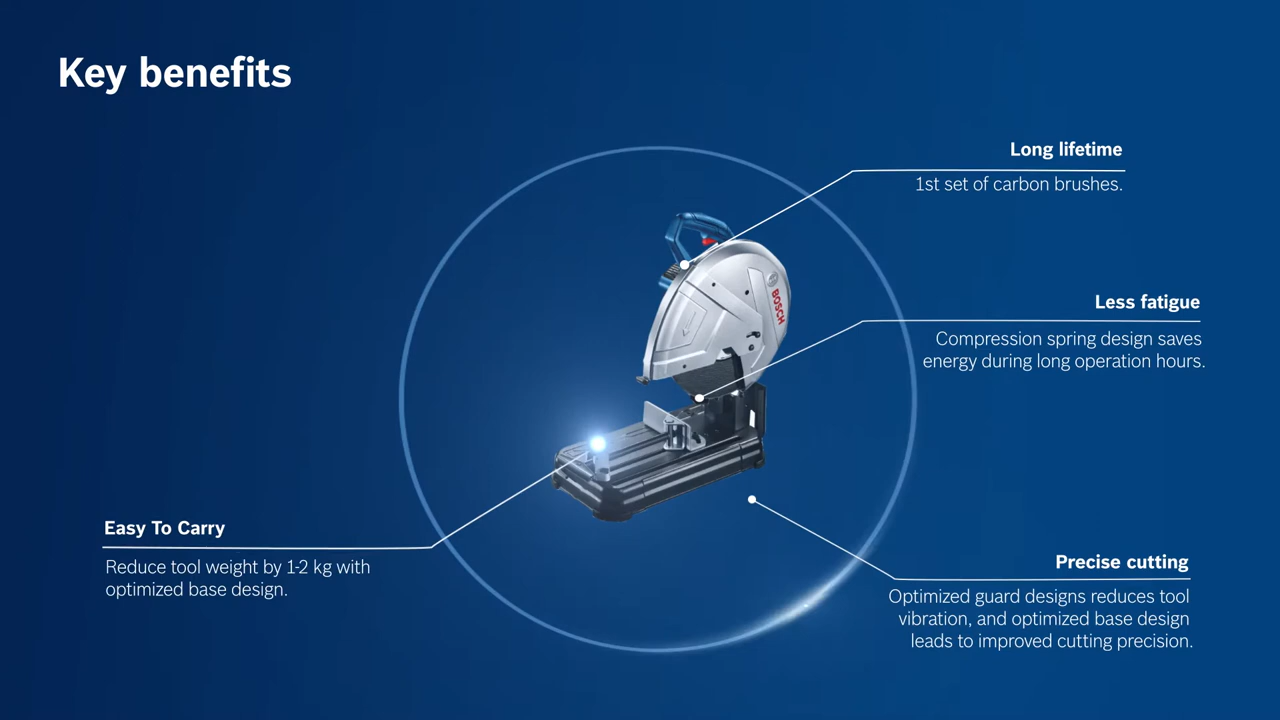 Key benefits
Long lifetime
1st set of carbon brushes.
BOSCH
Less fatigue
Compression spring design saves
energy during long operation hours.
Easy To Carry
Reduce tool weight by 1-2 kg with
optimized base design.
Precise cutting
Optimized guard designs reduces tool
vibration, and optimized base design
leads to improved cutting precision.